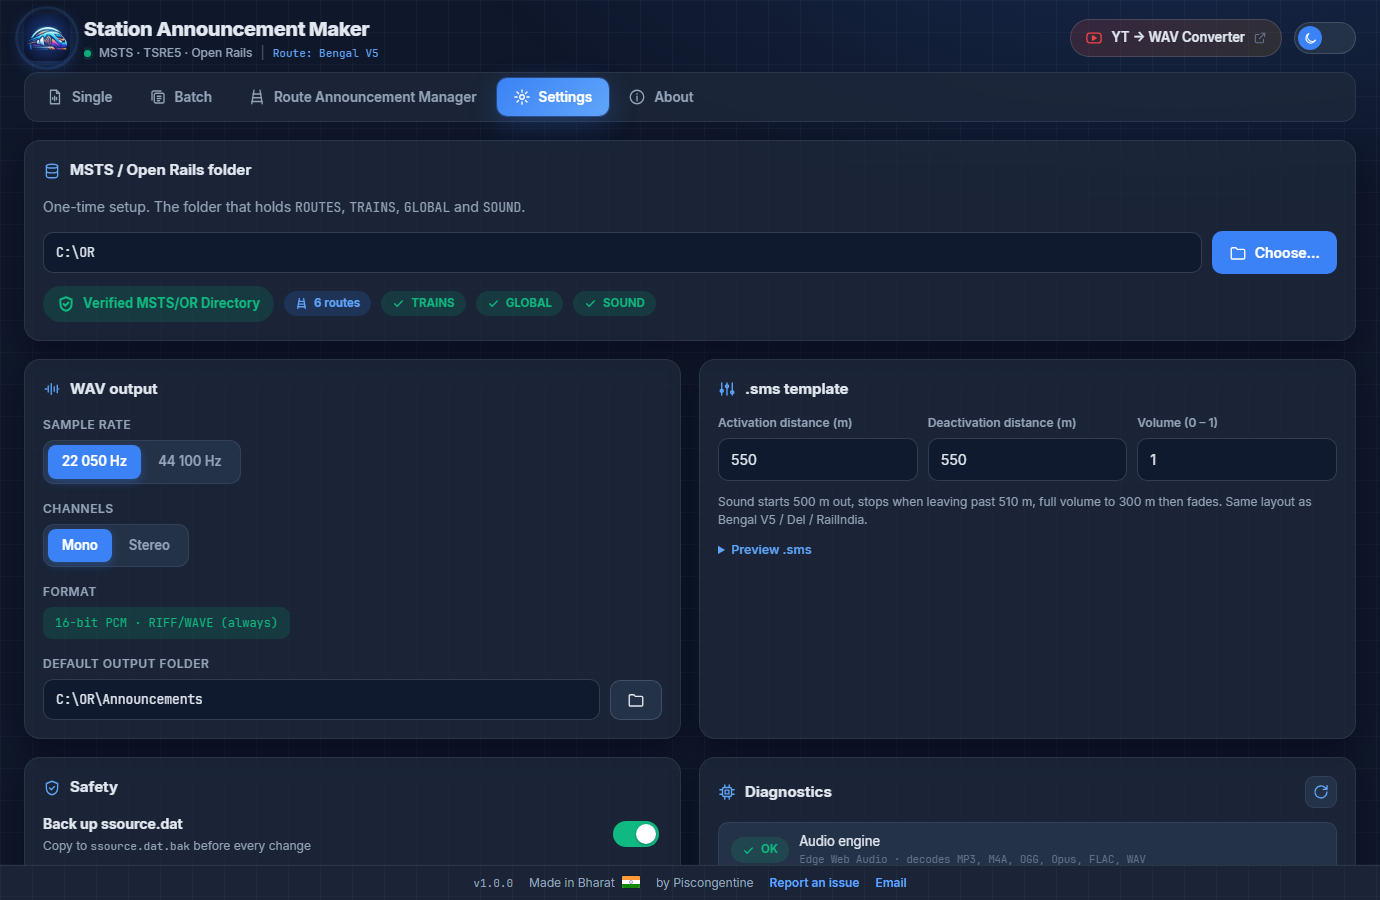 Station Announcement Maker
MSTS · TSRE5 · Open Rails | Route: Bengal V5
YT → WAV Converter
Single
Batch
Route Announcement Manager
Settings
About
MSTS / Open Rails folder
One-time setup. The folder that holds ROUTES, TRAINS, GLOBAL and SOUND.
C:\OR
Choose...
Verified MSTS/OR Directory
6 routes
TRAINS
GLOBAL
SOUND
WAV output
SAMPLE RATE
22 050 Hz
44 100 Hz
CHANNELS
Mono
Stereo
FORMAT
16-bit PCM · RIFF/WAVE (always)
DEFAULT OUTPUT FOLDER
C:\OR\Announcements
.sms template
Activation distance (m)
Deactivation distance (m)
Volume (0 – 1)
550
550
1
Sound starts 500 m out, stops when leaving past 510 m, full volume to 300 m then fades. Same layout as
Bengal V5 / Del / RailIndia.
Preview .sms
Safety
Back up ssource.dat
Copy to ssource.dat.bak before every change
Diagnostics
OK
Audio engine
Edge Web Audio · decodes MP3, M4A, OGG, Opus, FLAC, WAV
v1.0.0
Made in Bharat
by Piscongentine
Report an issue
Email